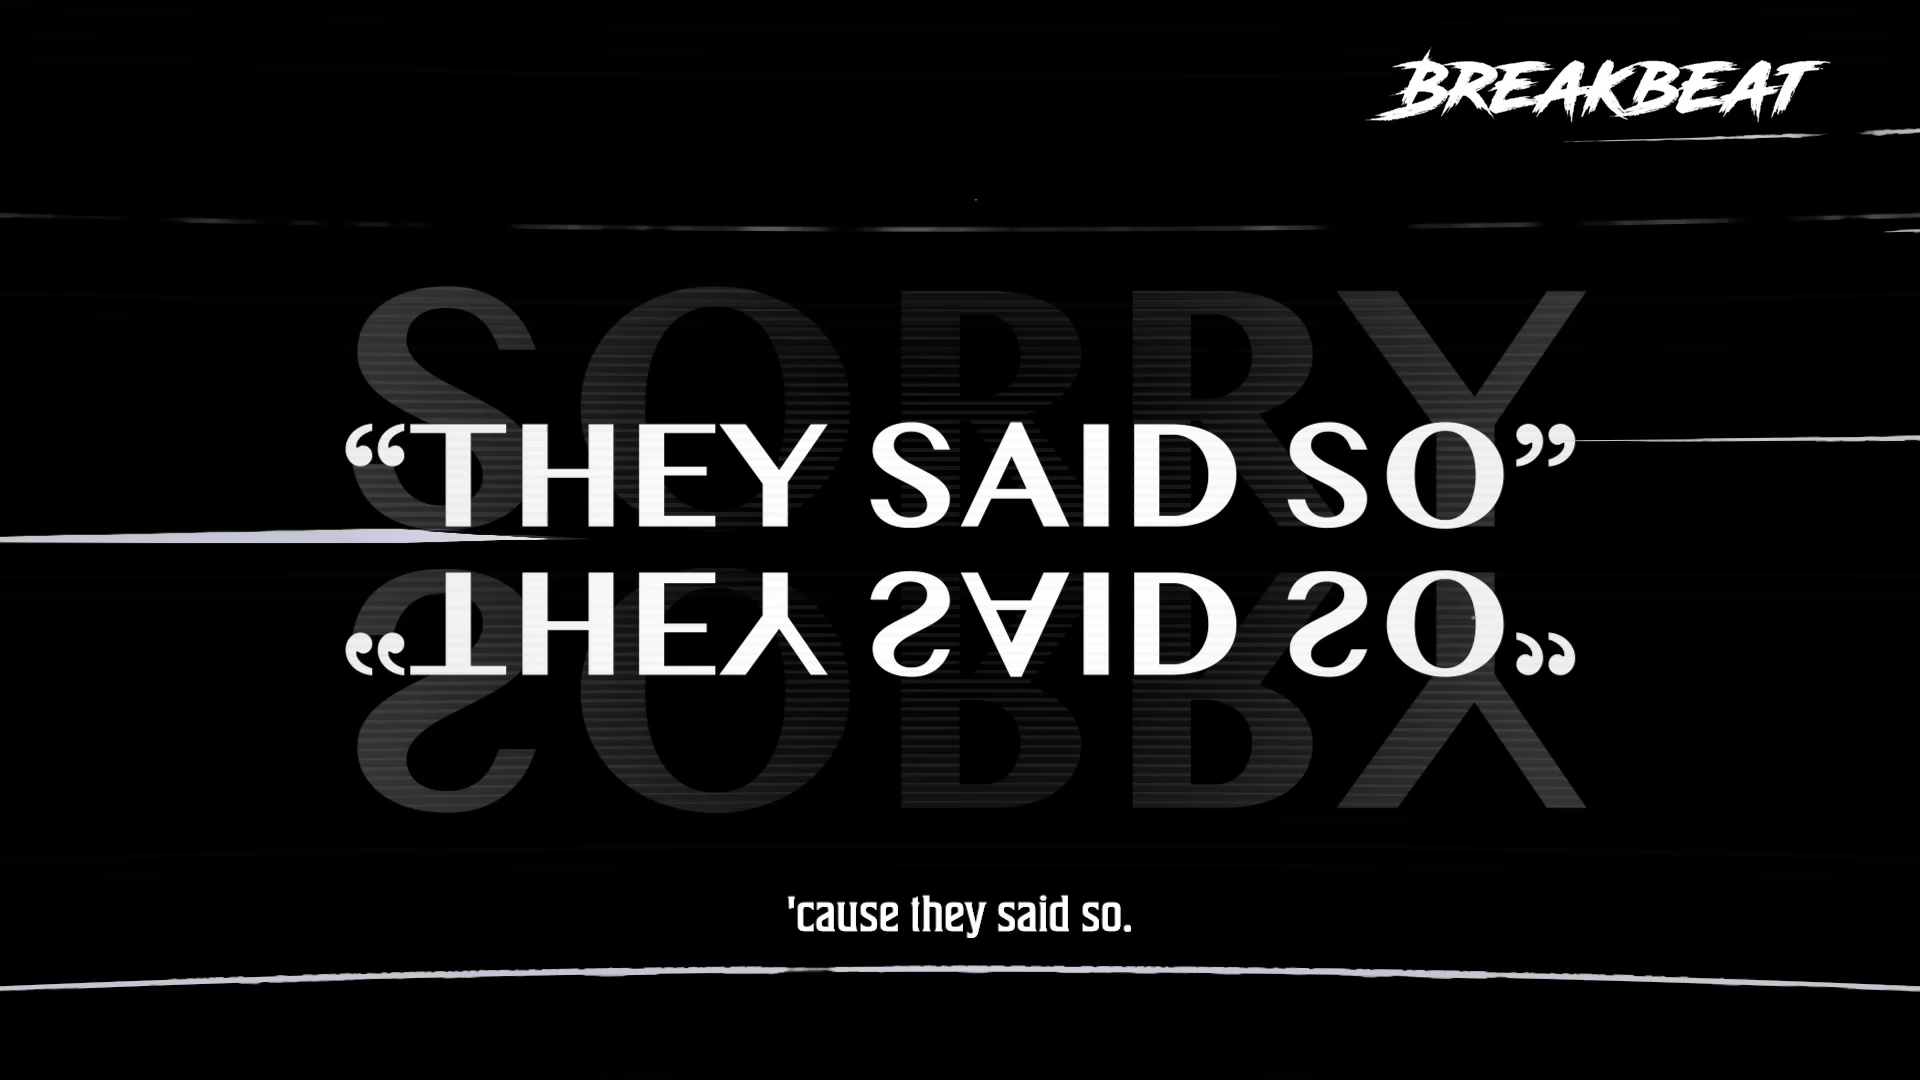 BREAKBEAT
SORRY
“THEY SAID SO”
“THEY SAID SO”
SORRY
'cause they said so.